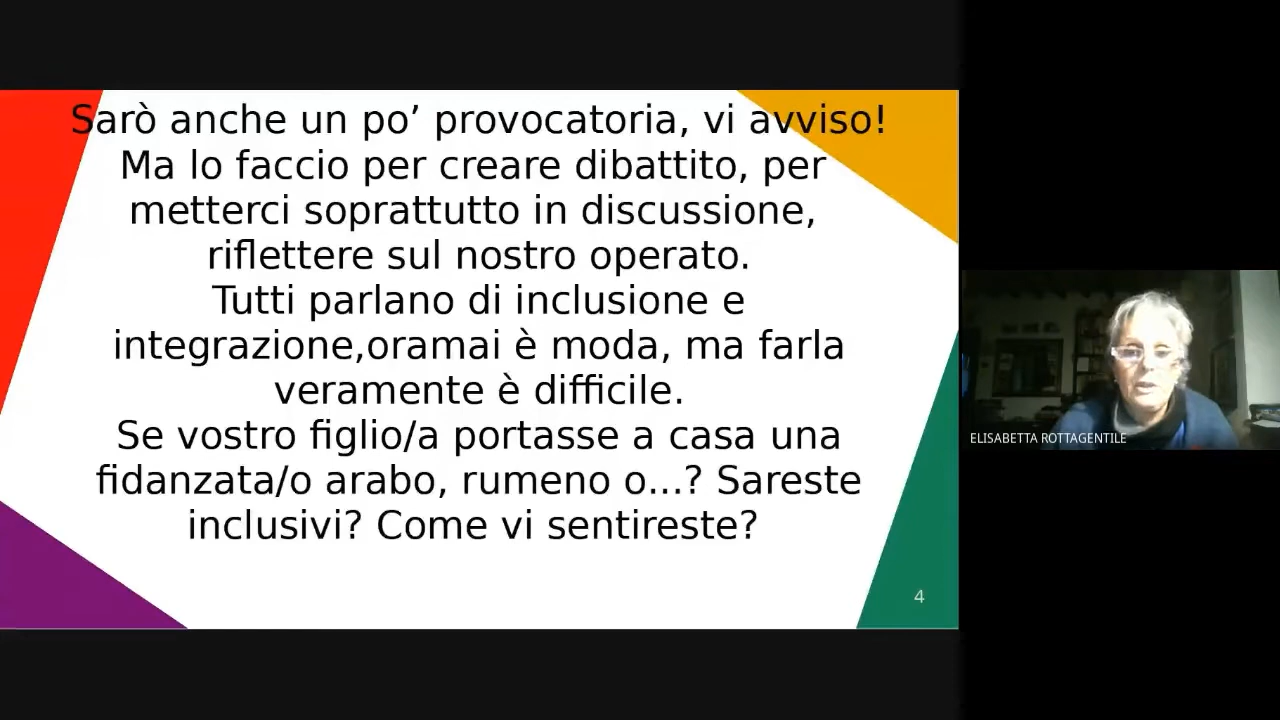 Sarò anche un po’ provocatoria, vi avviso!
Ma lo faccio per creare dibattito, per
metterci soprattutto in discussione,
riflettere sul nostro operato.
Tutti parlano di inclusione e
integrazione,oramai è moda, ma farla
veramente è difficile.
Se vostro figlio/a portasse a casa una
fidanzata/o arabo, rumeno o...? Sareste
inclusivi? Come vi sentireste?
4
ELISABETTA ROTTAGENTILE